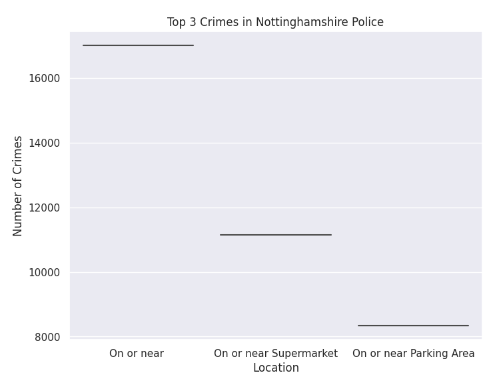 Top 3 Crimes in Nottinghamshire Police
Number of Crimes
16000
14000
12000
10000
8000
On or near
On or near Supermarket
On or near Parking Area
Location